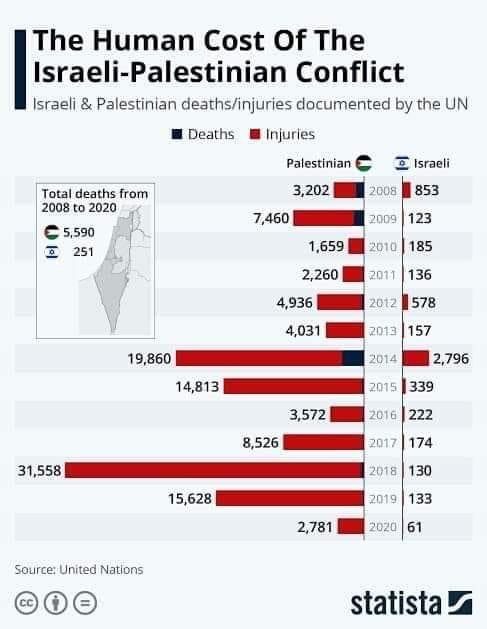 The Human Cost Of The
Israeli-Palestinian Conflict
Israeli & Palestinian deaths/injuries documented by the UN
Deaths Injuries
Palestinian Israeli
Total deaths from
2008 to 2020
5,590
251
3,202 2008 853
7,460 2009 123
1,659 2010 185
2,260 2011 136
4,936 2012 578
4,031 2013 157
19,860 2014 2,796
14,813 2015 339
3,572 2016 222
8,526 2017 174
31,558 2018 130
15,628 2019 133
2,781 2020 61
Source: United Nations
cc
statista